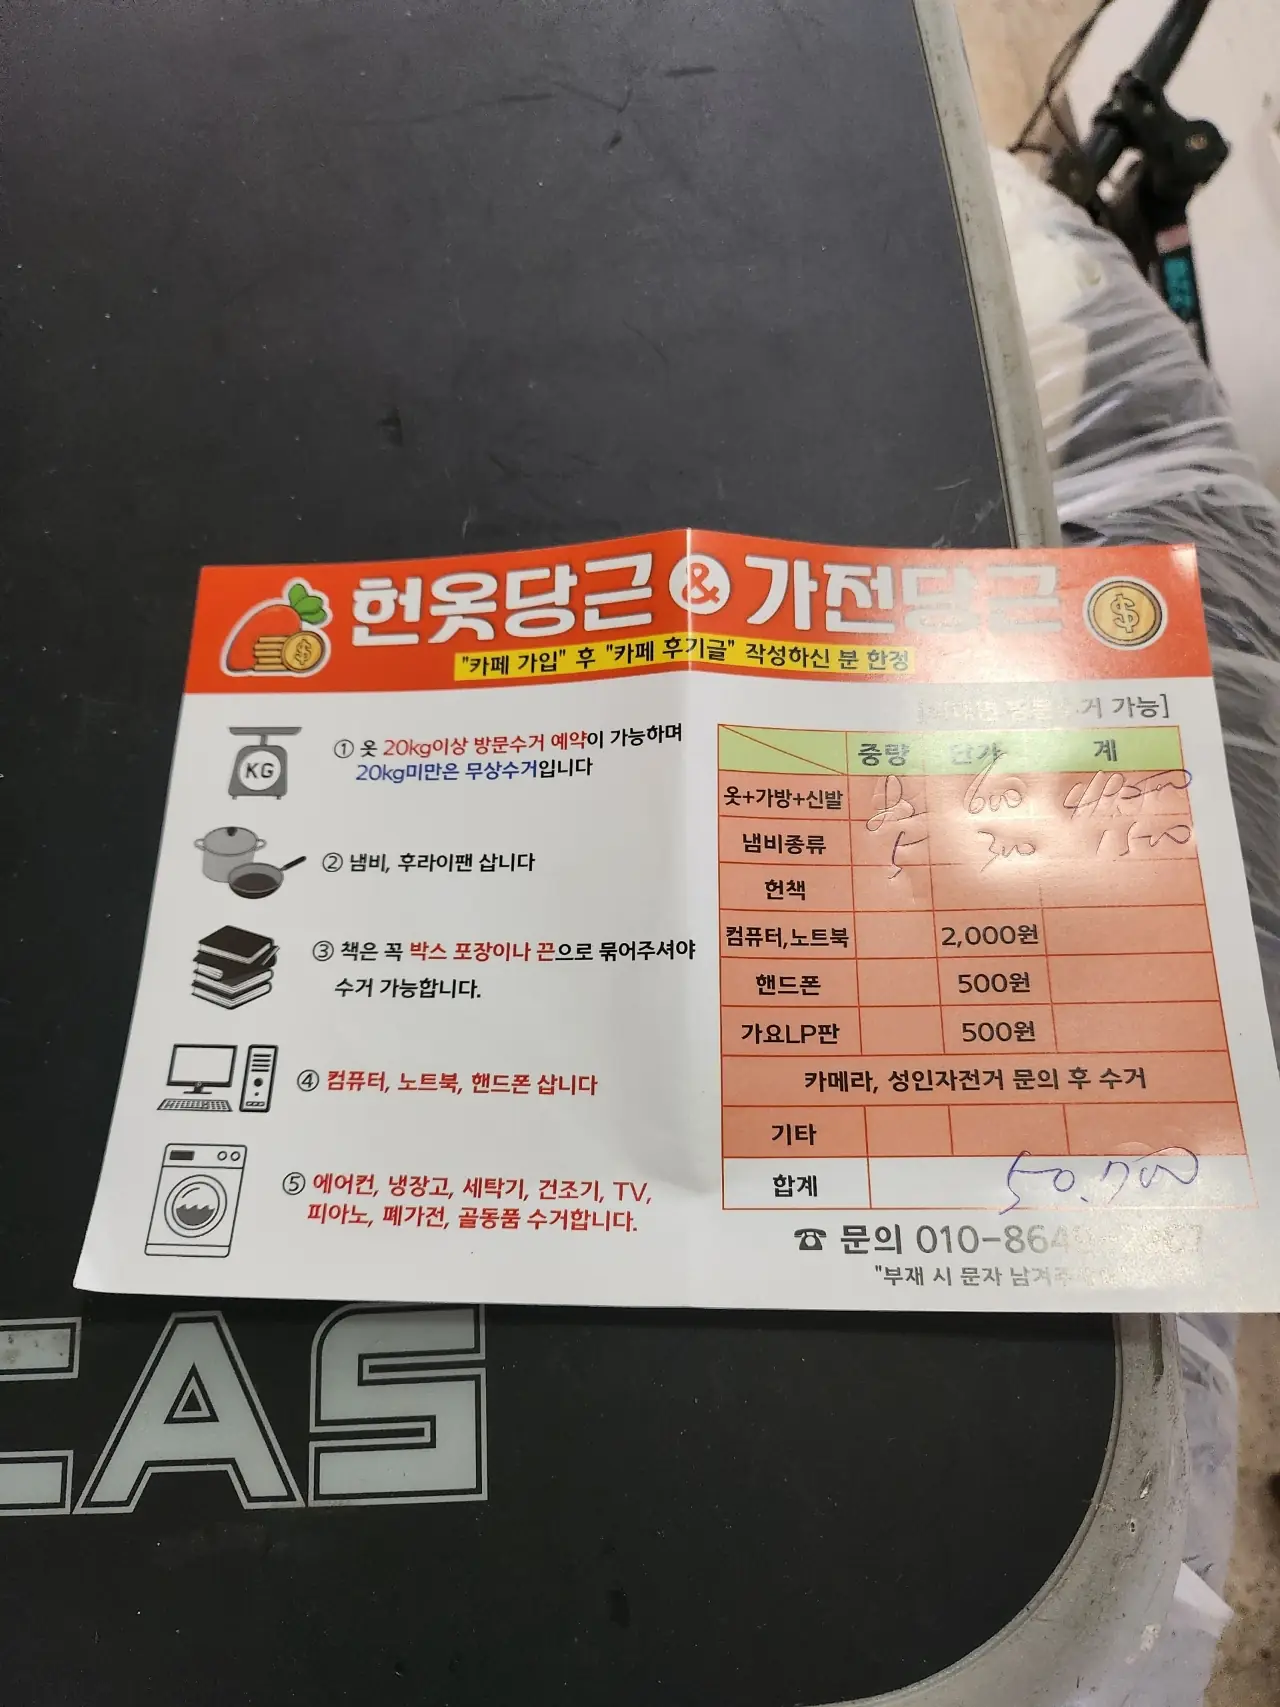 헌옷당근 & 가전당근
"카페 가입" 후 "카페 후기글" 작성하신 분 한정
수거 가능]
KG
① 옷 20kg이상 방문수거 예약이 가능하며
20kg미만은 무상수거입니다
② 냄비, 후라이팬 삽니다
③ 책은 꼭 박스 포장이나 끈으로 묶어주셔야
수거 가능합니다.
④ 컴퓨터, 노트북, 핸드폰 삽니다
⑤ 에어컨, 냉장고, 세탁기, 건조기, TV,
피아노, 폐가전, 골동품 수거합니다.
중량 단가 계
옷+가방+신발 600
냄비종류 5 300 1500
헌책
컴퓨터,노트북 2,000원
핸드폰 500원
가요LP판 500원
카메라, 성인자전거 문의 후 수거
기타
합계 50.700
☎ 문의 010-864
"부재 시 문자 남겨주
CAS